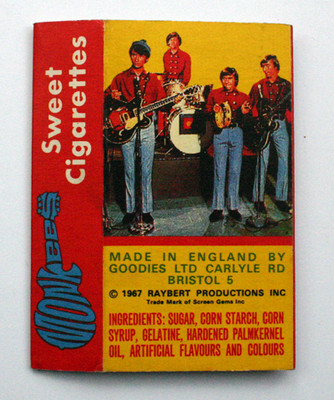 Sweet
Cigarettes
MONKEES
MADE IN ENGLAND BY
GOODIES LTD CARLYLE RD
BRISTOL 5
© 1967 RAYBERT PRODUCTIONS INC
Trade Mark of Screen Gems Inc
INGREDIENTS: SUGAR, CORN STARCH, CORN
SYRUP, GELATINE, HARDENED PALMKERNEL
OIL, ARTIFICIAL FLAVOURS AND COLOURS